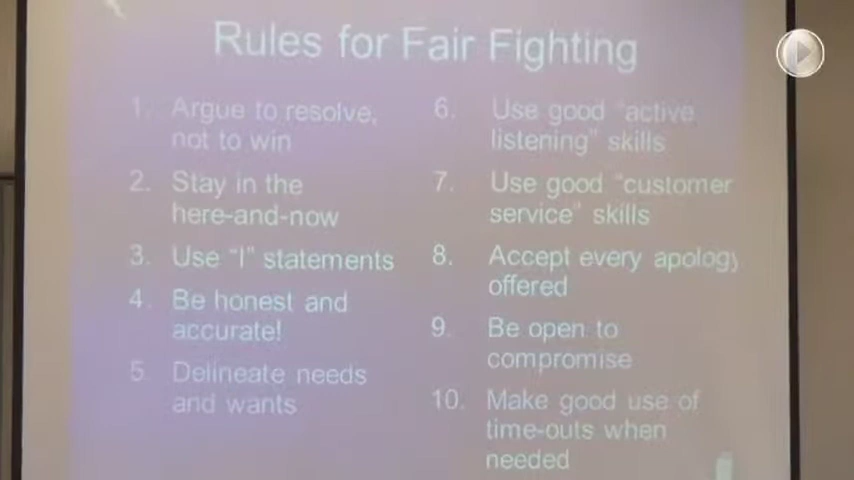 Rules for Fair Fighting
1. Argue to resolve,
not to win
2. Stay in the
here-and-now
3. Use "I" statements
4. Be honest and
accurate!
5. Delineate needs
and wants
6. Use good "active
listening" skills
7. Use good "customer
service" skills
8. Accept every apology
offered
9. Be open to
compromise
10. Make good use of
time-outs when
needed